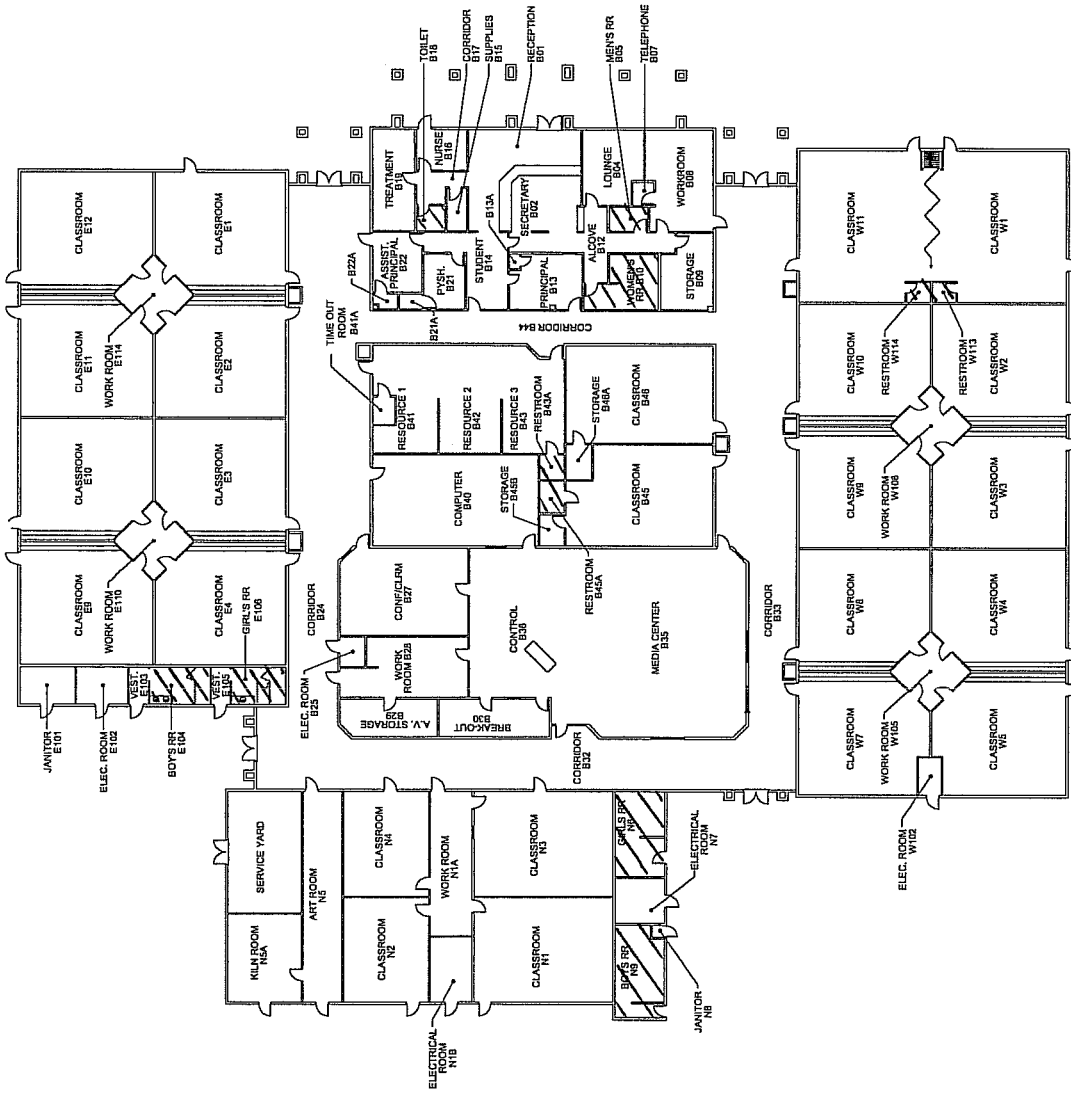 JANITOR
E101
ELEC. ROOM
E102
VEST.
E103
BOY'S RR
E104
VEST.
E105
GIRL'S RR
E106
CLASSROOM
E9
WORK ROOM
E110
CLASSROOM
E4
CLASSROOM
E10
CLASSROOM
E3
CLASSROOM
E11
WORK ROOM
E114
CLASSROOM
E2
CLASSROOM
E12
CLASSROOM
E1
CORRIDOR
B24
ELEC. ROOM
B25
WORK
ROOM B28
CONF/CLRM
B27
A.V. STORAGE
B29
BREAK-OUT
B30
CONTROL
B36
MEDIA CENTER
B35
CORRIDOR
B32
CORRIDOR
B33
TIME OUT
ROOM
B41A
RESOURCE 1
B41
RESOURCE 2
B42
RESOURCE 3
B43
RESTROOM
B43A
COMPUTER
B40
STORAGE
B45B
RESTROOM
B45A
STORAGE
B46A
CLASSROOM
B45
CLASSROOM
B46
CORRIDOR B44
TREATMENT
B19
NURSE
B16
TOILET
B18
CORRIDOR
B17
SUPPLIES
B15
RECEPTION
B01
B22A
ASSIST.
PRINCIPAL
B22
PYSH.
B21
B21A
STUDENT
B14
B13A
SECRETARY
B02
PRINCIPAL
B13
ALCOVE
B12
WOMEN'S
RR B10
STORAGE
B09
LOUNGE
B04
WORKROOM
B08
MEN'S RR
B05
TELEPHONE
B07
KILN ROOM
N5A
SERVICE YARD
ART ROOM
N5
CLASSROOM
N2
CLASSROOM
N4
WORK ROOM
N1A
ELECTRICAL
ROOM
N1B
CLASSROOM
N1
CLASSROOM
N3
BOYS RR
N9
GIRLS RR
N6
ELECTRICAL
ROOM
N7
JANITOR
N8
CLASSROOM
W7
WORK ROOM
W105
CLASSROOM
W5
ELEC. ROOM
W102
CLASSROOM
W8
CLASSROOM
W4
CLASSROOM
W9
WORK ROOM
W108
CLASSROOM
W3
CLASSROOM
W10
RESTROOM
W114
RESTROOM
W113
CLASSROOM
W2
CLASSROOM
W11
CLASSROOM
W1